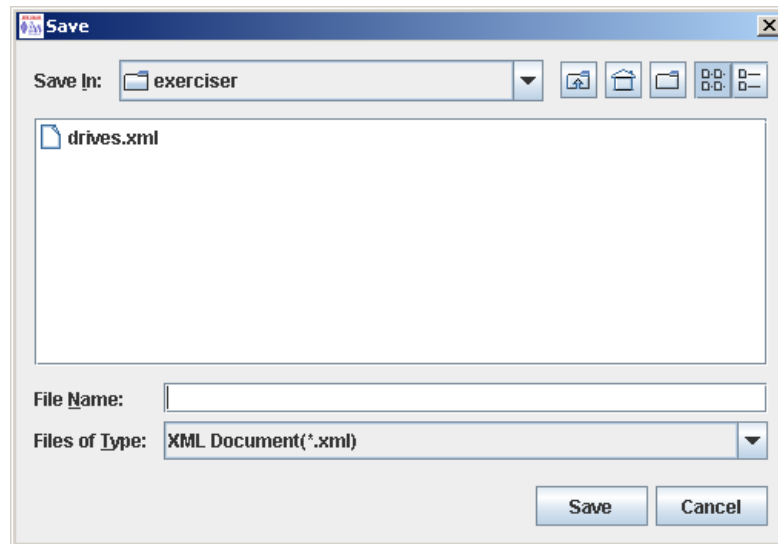 Save
Save In: exerciser
drives.xml
File Name:
Files of Type: XML Document(*.xml)
Save Cancel